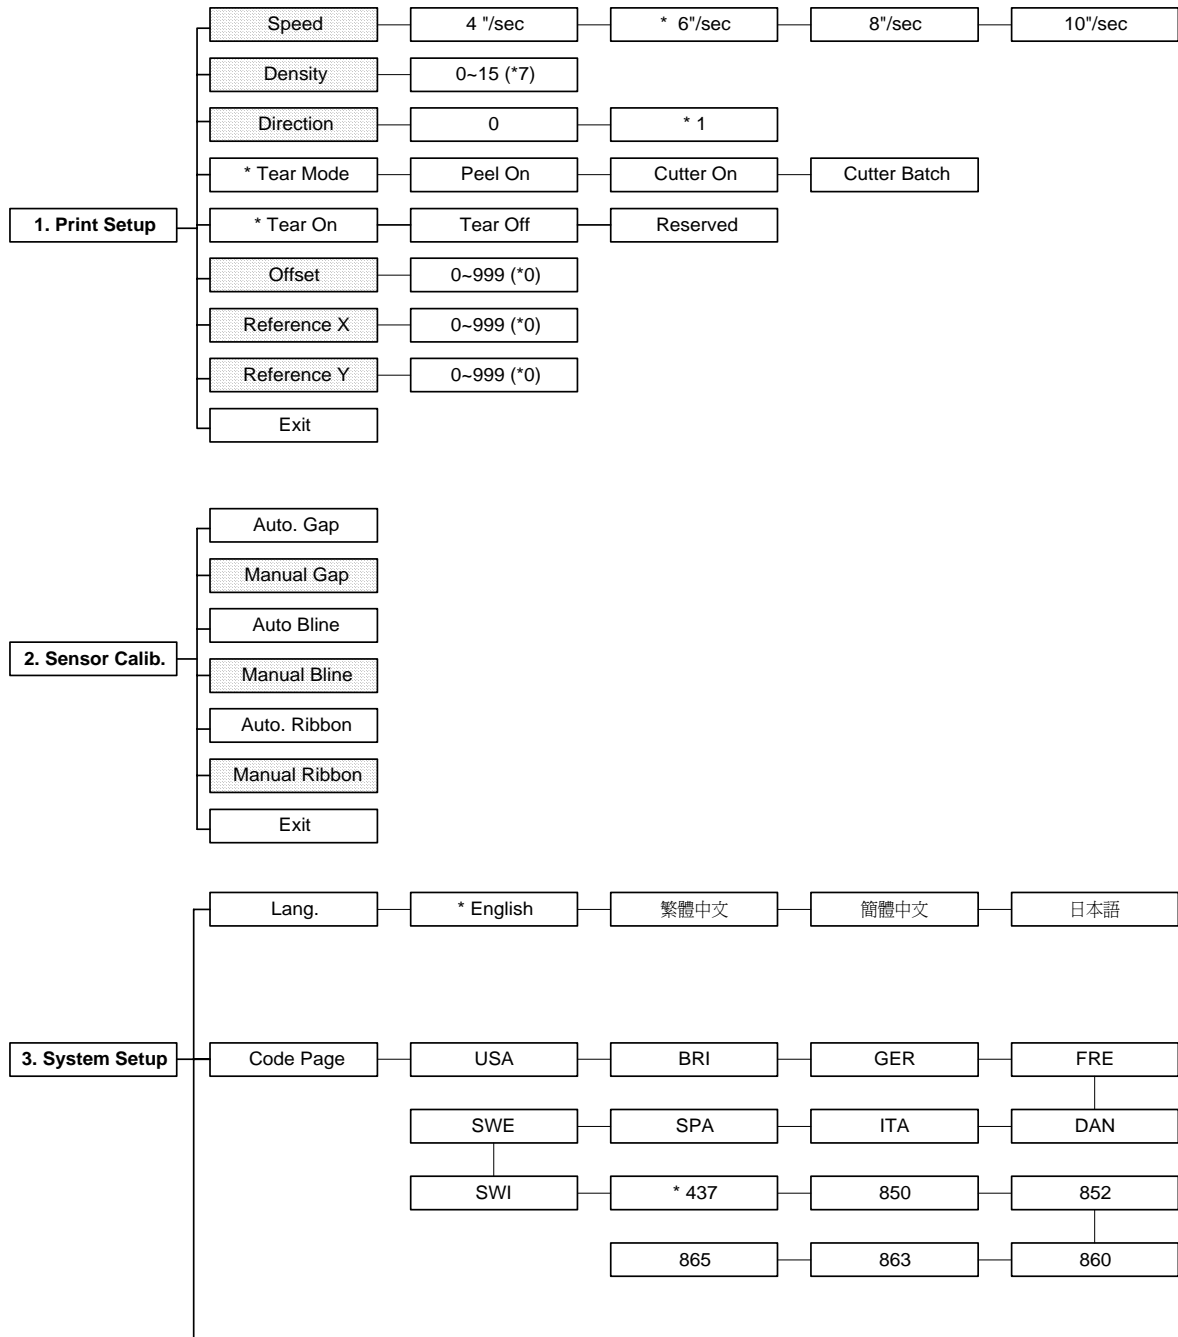 Speed 4 "/sec * 6"/sec 8"/sec 10"/sec
Density 0~15 (*7)
Direction 0 * 1
* Tear Mode Peel On Cutter On Cutter Batch
1. Print Setup * Tear On Tear Off Reserved
Offset 0~999 (*0)
Reference X 0~999 (*0)
Reference Y 0~999 (*0)
Exit
Auto. Gap
Manual Gap
Auto Bline
2. Sensor Calib.
Manual Bline
Auto. Ribbon
Manual Ribbon
Exit
Lang. * English 繁體中文 簡體中文 日本語
3. System Setup Code Page USA BRI GER FRE
SWE SPA ITA DAN
SWI * 437 850 852
865 863 860